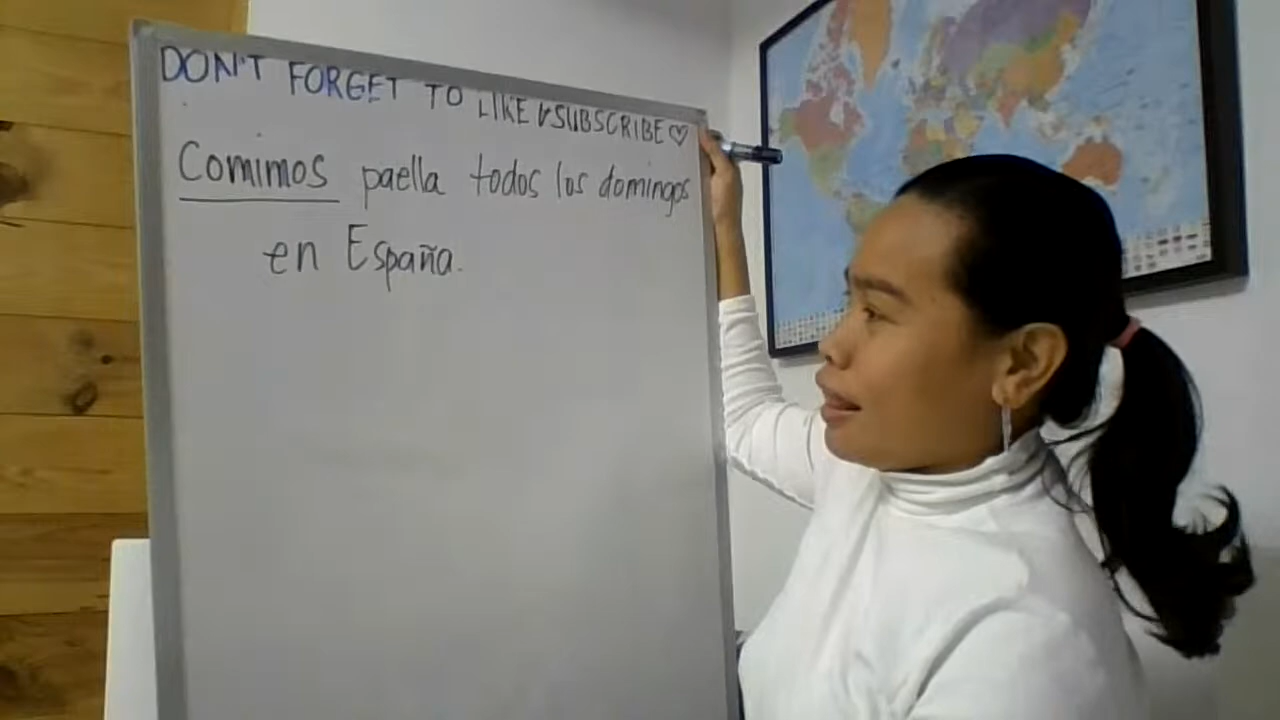 DON'T FORGET TO LIKE & SUBSCRIBE ♡
Comimos paella todos los domingos
en España.